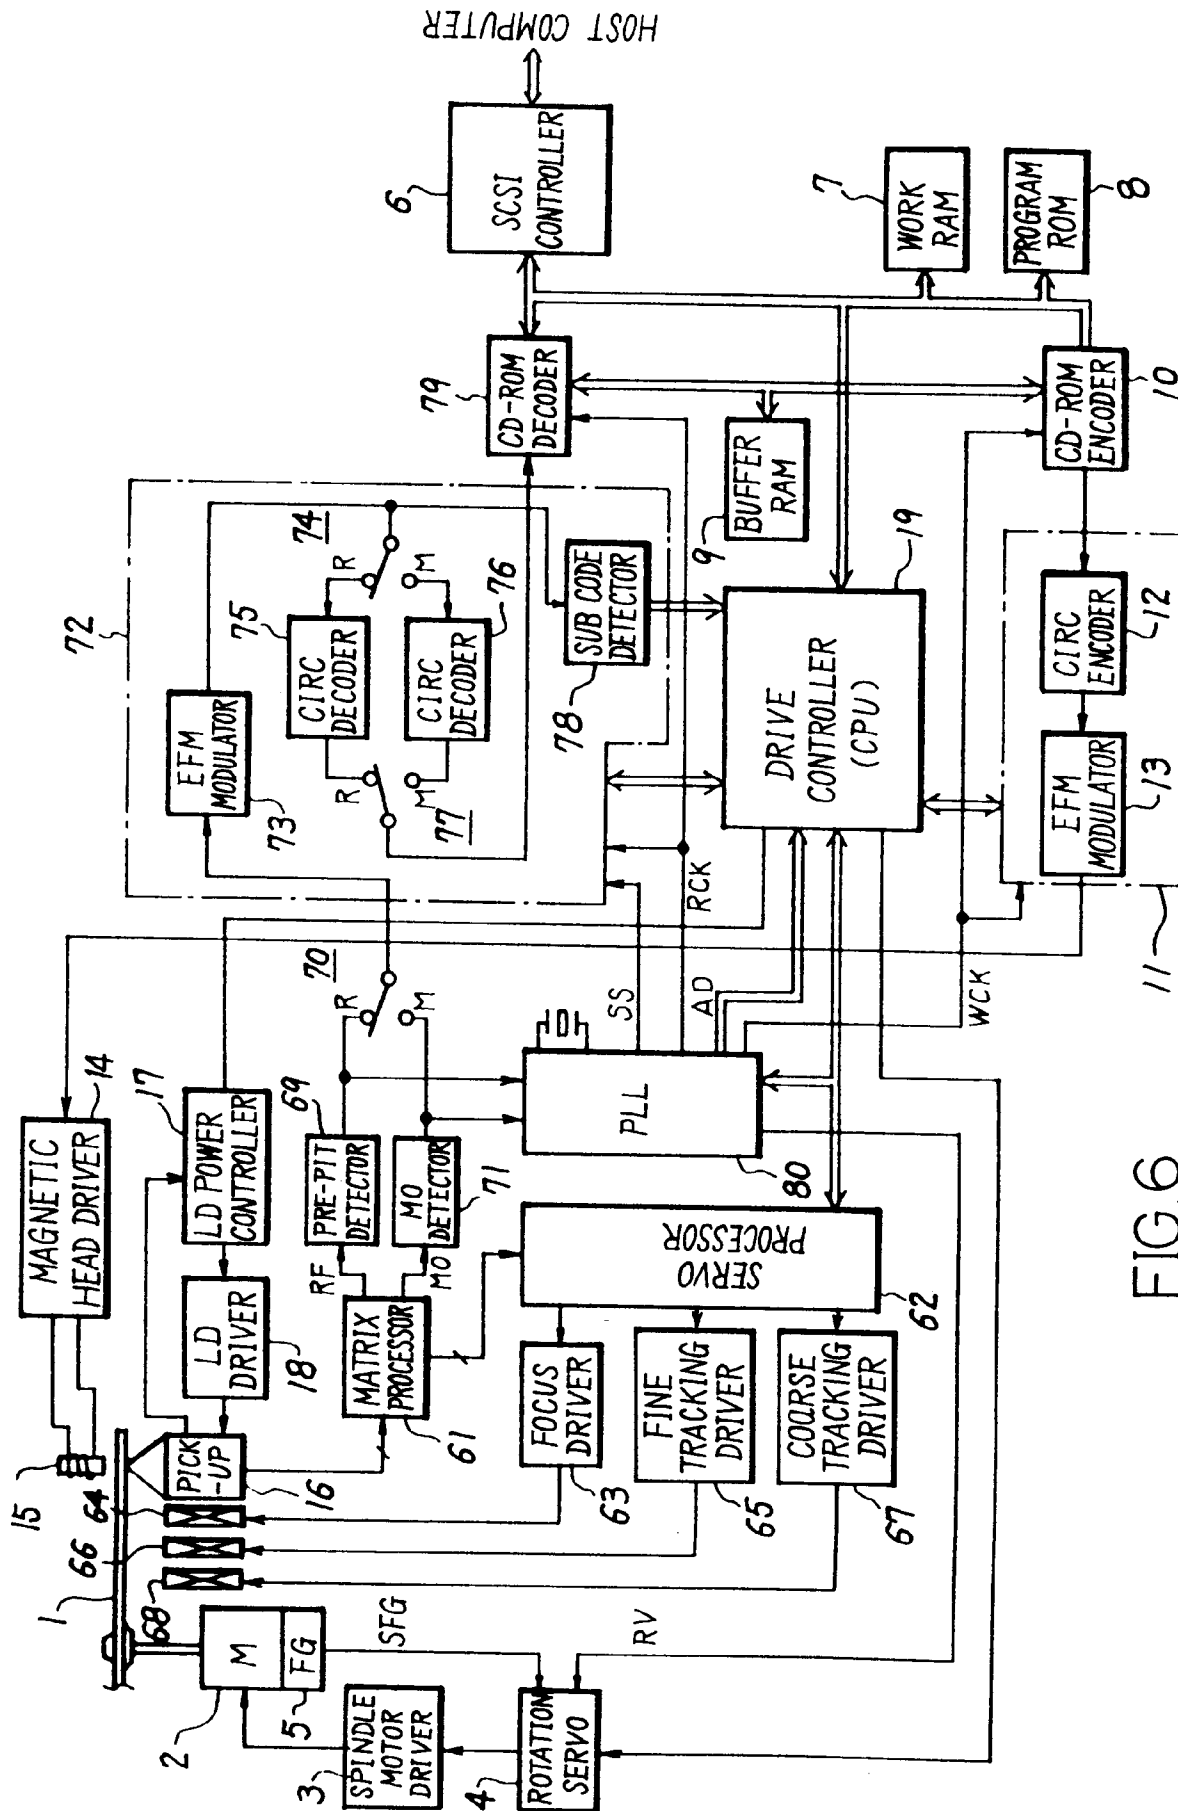 HOST COMPUTER
6
SCSI
CONTROLLER
7
WORK
RAM
8
PROGRAM
ROM
79
CD-ROM
DECODER
9
BUFFER
RAM
CD-ROM
ENCODER
10
72
EFM
MODULATOR
73
74
R
M
75
CIRC
DECODER
76
CIRC
DECODER
R
M
77
SUB CODE
DETECTOR
78
DRIVE
CONTROLLER
(CPU)
19
CIRC
ENCODER
12
EFM
MODULATOR
13
11
SS
RCK
AD
WCK
70
R
M
MAGNETIC
HEAD DRIVER
14
LD POWER
CONTROLLER
17
PRE-PIT
DETECTOR
69
MO
DETECTOR
71
PLL
80
LD
DRIVER
18
RF
MO
MATRIX
PROCESSOR
61
SERVO
PROCESSOR
62
FOCUS
DRIVER
63
FINE
TRACKING
DRIVER
65
COARSE
TRACKING
DRIVER
67
15
PICK
-UP
16
64
66
68
1
M
2
FG
5
SFG
RV
SPINDLE
MOTOR
DRIVER
3
ROTATION
SERVO
4
FIG.6